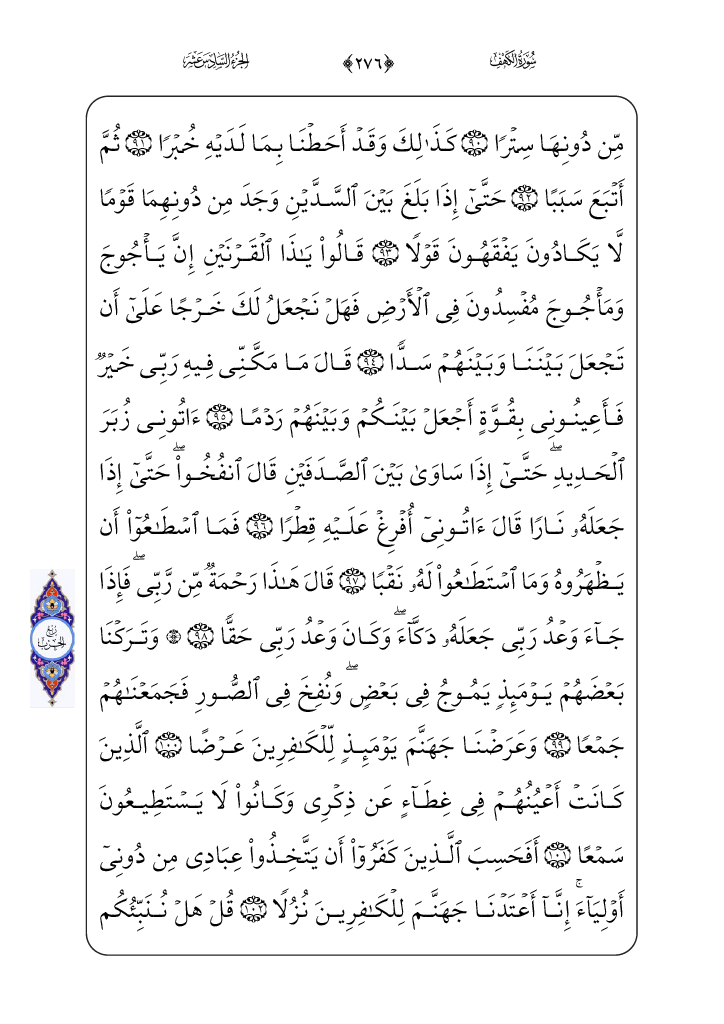 سُورَةُ الكَهْفِ ﴿٢٧٦﴾ الجُزْءُ السَّادِسَ عَشَرَ
مِّن دُونِهَا سِتْرًا ۝٩٠ كَذَٰلِكَ وَقَدْ أَحَطْنَا بِمَا لَدَيْهِ خُبْرًا ۝٩١ ثُمَّ
أَتْبَعَ سَبَبًا ۝٩٢ حَتَّىٰٓ إِذَا بَلَغَ بَيْنَ ٱلسَّدَّيْنِ وَجَدَ مِن دُونِهِمَا قَوْمًا
لَّا يَكَادُونَ يَفْقَهُونَ قَوْلًا ۝٩٣ قَالُوا۟ يَـٰذَا ٱلْقَرْنَيْنِ إِنَّ يَأْجُوجَ
وَمَأْجُوجَ مُفْسِدُونَ فِى ٱلْأَرْضِ فَهَلْ نَجْعَلُ لَكَ خَرْجًا عَلَىٰٓ أَن
تَجْعَلَ بَيْنَنَا وَبَيْنَهُمْ سَدًّا ۝٩٤ قَالَ مَا مَكَّنِّى فِيهِ رَبِّى خَيْرٌ
فَأَعِينُونِى بِقُوَّةٍ أَجْعَلْ بَيْنَكُمْ وَبَيْنَهُمْ رَدْمًا ۝٩٥ ءَاتُونِى زُبَرَ
ٱلْحَدِيدِ ۖ حَتَّىٰٓ إِذَا سَاوَىٰ بَيْنَ ٱلصَّدَفَيْنِ قَالَ ٱنفُخُوا۟ ۖ حَتَّىٰٓ إِذَا
جَعَلَهُۥ نَارًا قَالَ ءَاتُونِىٓ أُفْرِغْ عَلَيْهِ قِطْرًا ۝٩٦ فَمَا ٱسْطَـٰعُوٓا۟ أَن
يَظْهَرُوهُ وَمَا ٱسْتَطَـٰعُوا۟ لَهُۥ نَقْبًا ۝٩٧ قَالَ هَـٰذَا رَحْمَةٌ مِّن رَّبِّى ۖ فَإِذَا
جَآءَ وَعْدُ رَبِّى جَعَلَهُۥ دَكَّآءَ ۖ وَكَانَ وَعْدُ رَبِّى حَقًّا ۝٩٨ ۞ وَتَرَكْنَا
بَعْضَهُمْ يَوْمَئِذٍ يَمُوجُ فِى بَعْضٍ ۖ وَنُفِخَ فِى ٱلصُّورِ فَجَمَعْنَـٰهُمْ
جَمْعًا ۝٩٩ وَعَرَضْنَا جَهَنَّمَ يَوْمَئِذٍ لِّلْكَـٰفِرِينَ عَرْضًا ۝١٠٠ ٱلَّذِينَ
كَانَتْ أَعْيُنُهُمْ فِى غِطَآءٍ عَن ذِكْرِى وَكَانُوا۟ لَا يَسْتَطِيعُونَ
سَمْعًا ۝١٠١ أَفَحَسِبَ ٱلَّذِينَ كَفَرُوٓا۟ أَن يَتَّخِذُوا۟ عِبَادِى مِن دُونِىٓ
أَوْلِيَآءَ ۚ إِنَّآ أَعْتَدْنَا جَهَنَّمَ لِلْكَـٰفِرِينَ نُزُلًا ۝١٠٢ قُلْ هَلْ نُنَبِّئُكُم
رُبْع
الحِزْب